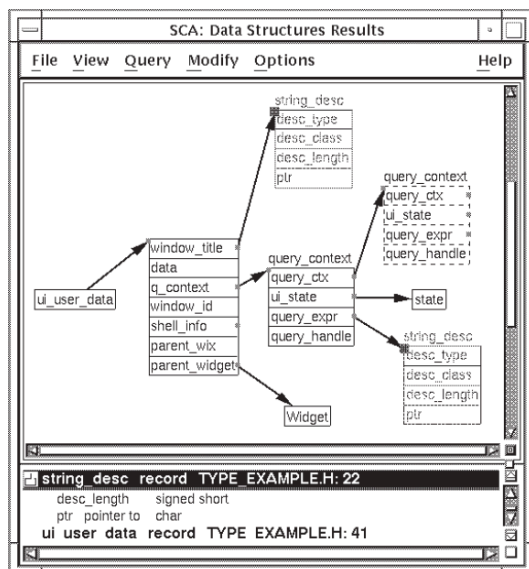 SCA: Data Structures Results
File View Query Modify Options Help
string_desc
desc_type
desc_class
desc_length
ptr
query_context
query_ctx
ui_state
query_expr
query_handle
window_title
data
q_context
window_id
shell_info
parent_wix
parent_widget
ui_user_data
query_context
query_ctx
ui_state
query_expr
query_handle
state
string_desc
desc_type
desc_class
desc_length
ptr
Widget
string_desc record TYPE_EXAMPLE.H: 22
desc_length signed short
ptr pointer to char
ui user data record TYPE EXAMPLE.H: 41